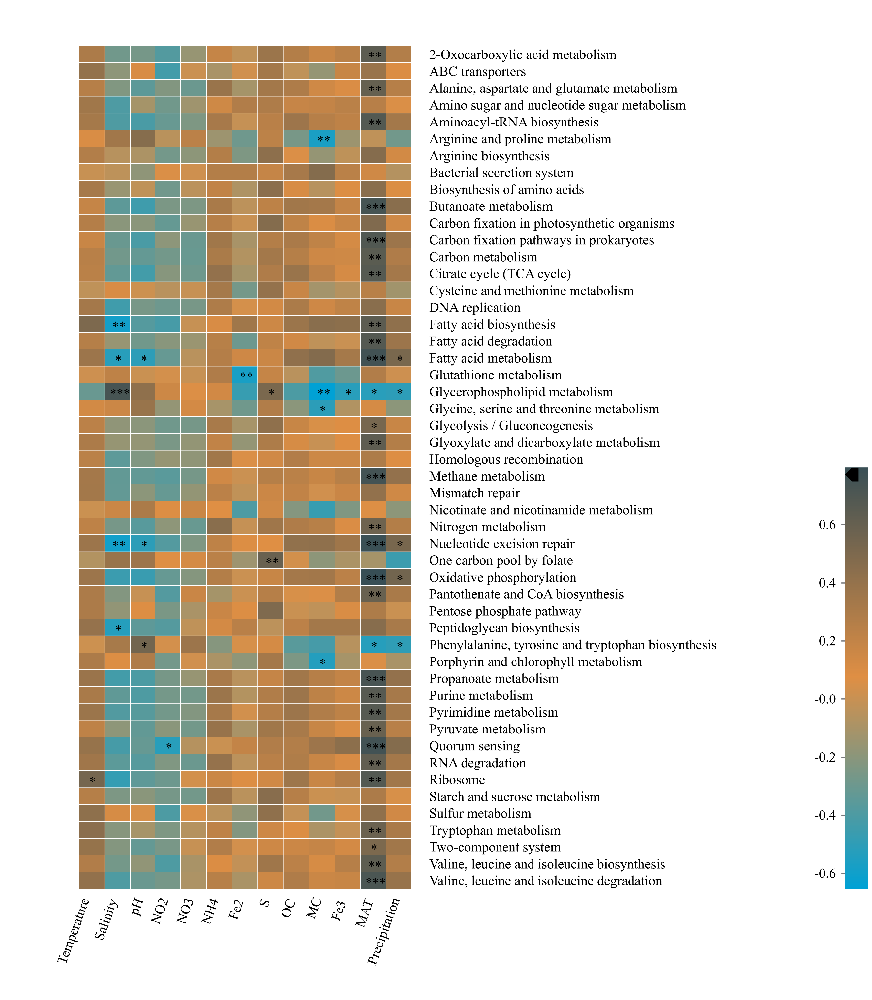 ** 2-Oxocarboxylic acid metabolism
ABC transporters
** Alanine, aspartate and glutamate metabolism
Amino sugar and nucleotide sugar metabolism
** Aminoacyl-tRNA biosynthesis
** Arginine and proline metabolism
Arginine biosynthesis
Bacterial secretion system
Biosynthesis of amino acids
*** Butanoate metabolism
Carbon fixation in photosynthetic organisms
*** Carbon fixation pathways in prokaryotes
** Carbon metabolism
** Citrate cycle (TCA cycle)
Cysteine and methionine metabolism
DNA replication
** ** Fatty acid biosynthesis
** Fatty acid degradation
* * *** * Fatty acid metabolism
** Glutathione metabolism
*** * ** * * * Glycerophospholipid metabolism
* Glycine, serine and threonine metabolism
* Glycolysis / Gluconeogenesis
** Glyoxylate and dicarboxylate metabolism
Homologous recombination
*** Methane metabolism
Mismatch repair
Nicotinate and nicotinamide metabolism
** Nitrogen metabolism
** * *** * Nucleotide excision repair
** One carbon pool by folate
*** * Oxidative phosphorylation
** Pantothenate and CoA biosynthesis
Pentose phosphate pathway
* Peptidoglycan biosynthesis
* * * Phenylalanine, tyrosine and tryptophan biosynthesis
* Porphyrin and chlorophyll metabolism
*** Propanoate metabolism
** Purine metabolism
** Pyrimidine metabolism
** Pyruvate metabolism
* *** Quorum sensing
** RNA degradation
* ** Ribosome
Starch and sucrose metabolism
Sulfur metabolism
** Tryptophan metabolism
* Two-component system
** Valine, leucine and isoleucine biosynthesis
*** Valine, leucine and isoleucine degradation
Temperature
Salinity
pH
NO2
NO3
NH4
Fe2
S
OC
MC
Fe3
MAT
Precipitation
0.6
0.4
0.2
-0.0
-0.2
-0.4
-0.6